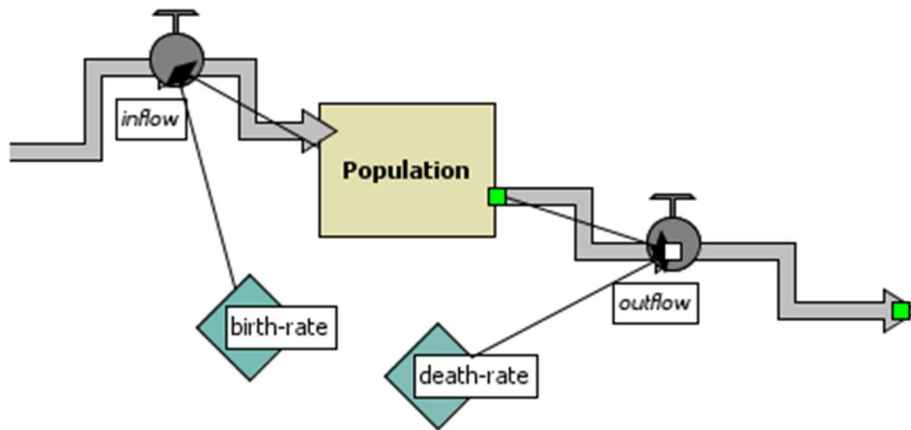 inflow
Population
outflow
birth-rate
death-rate